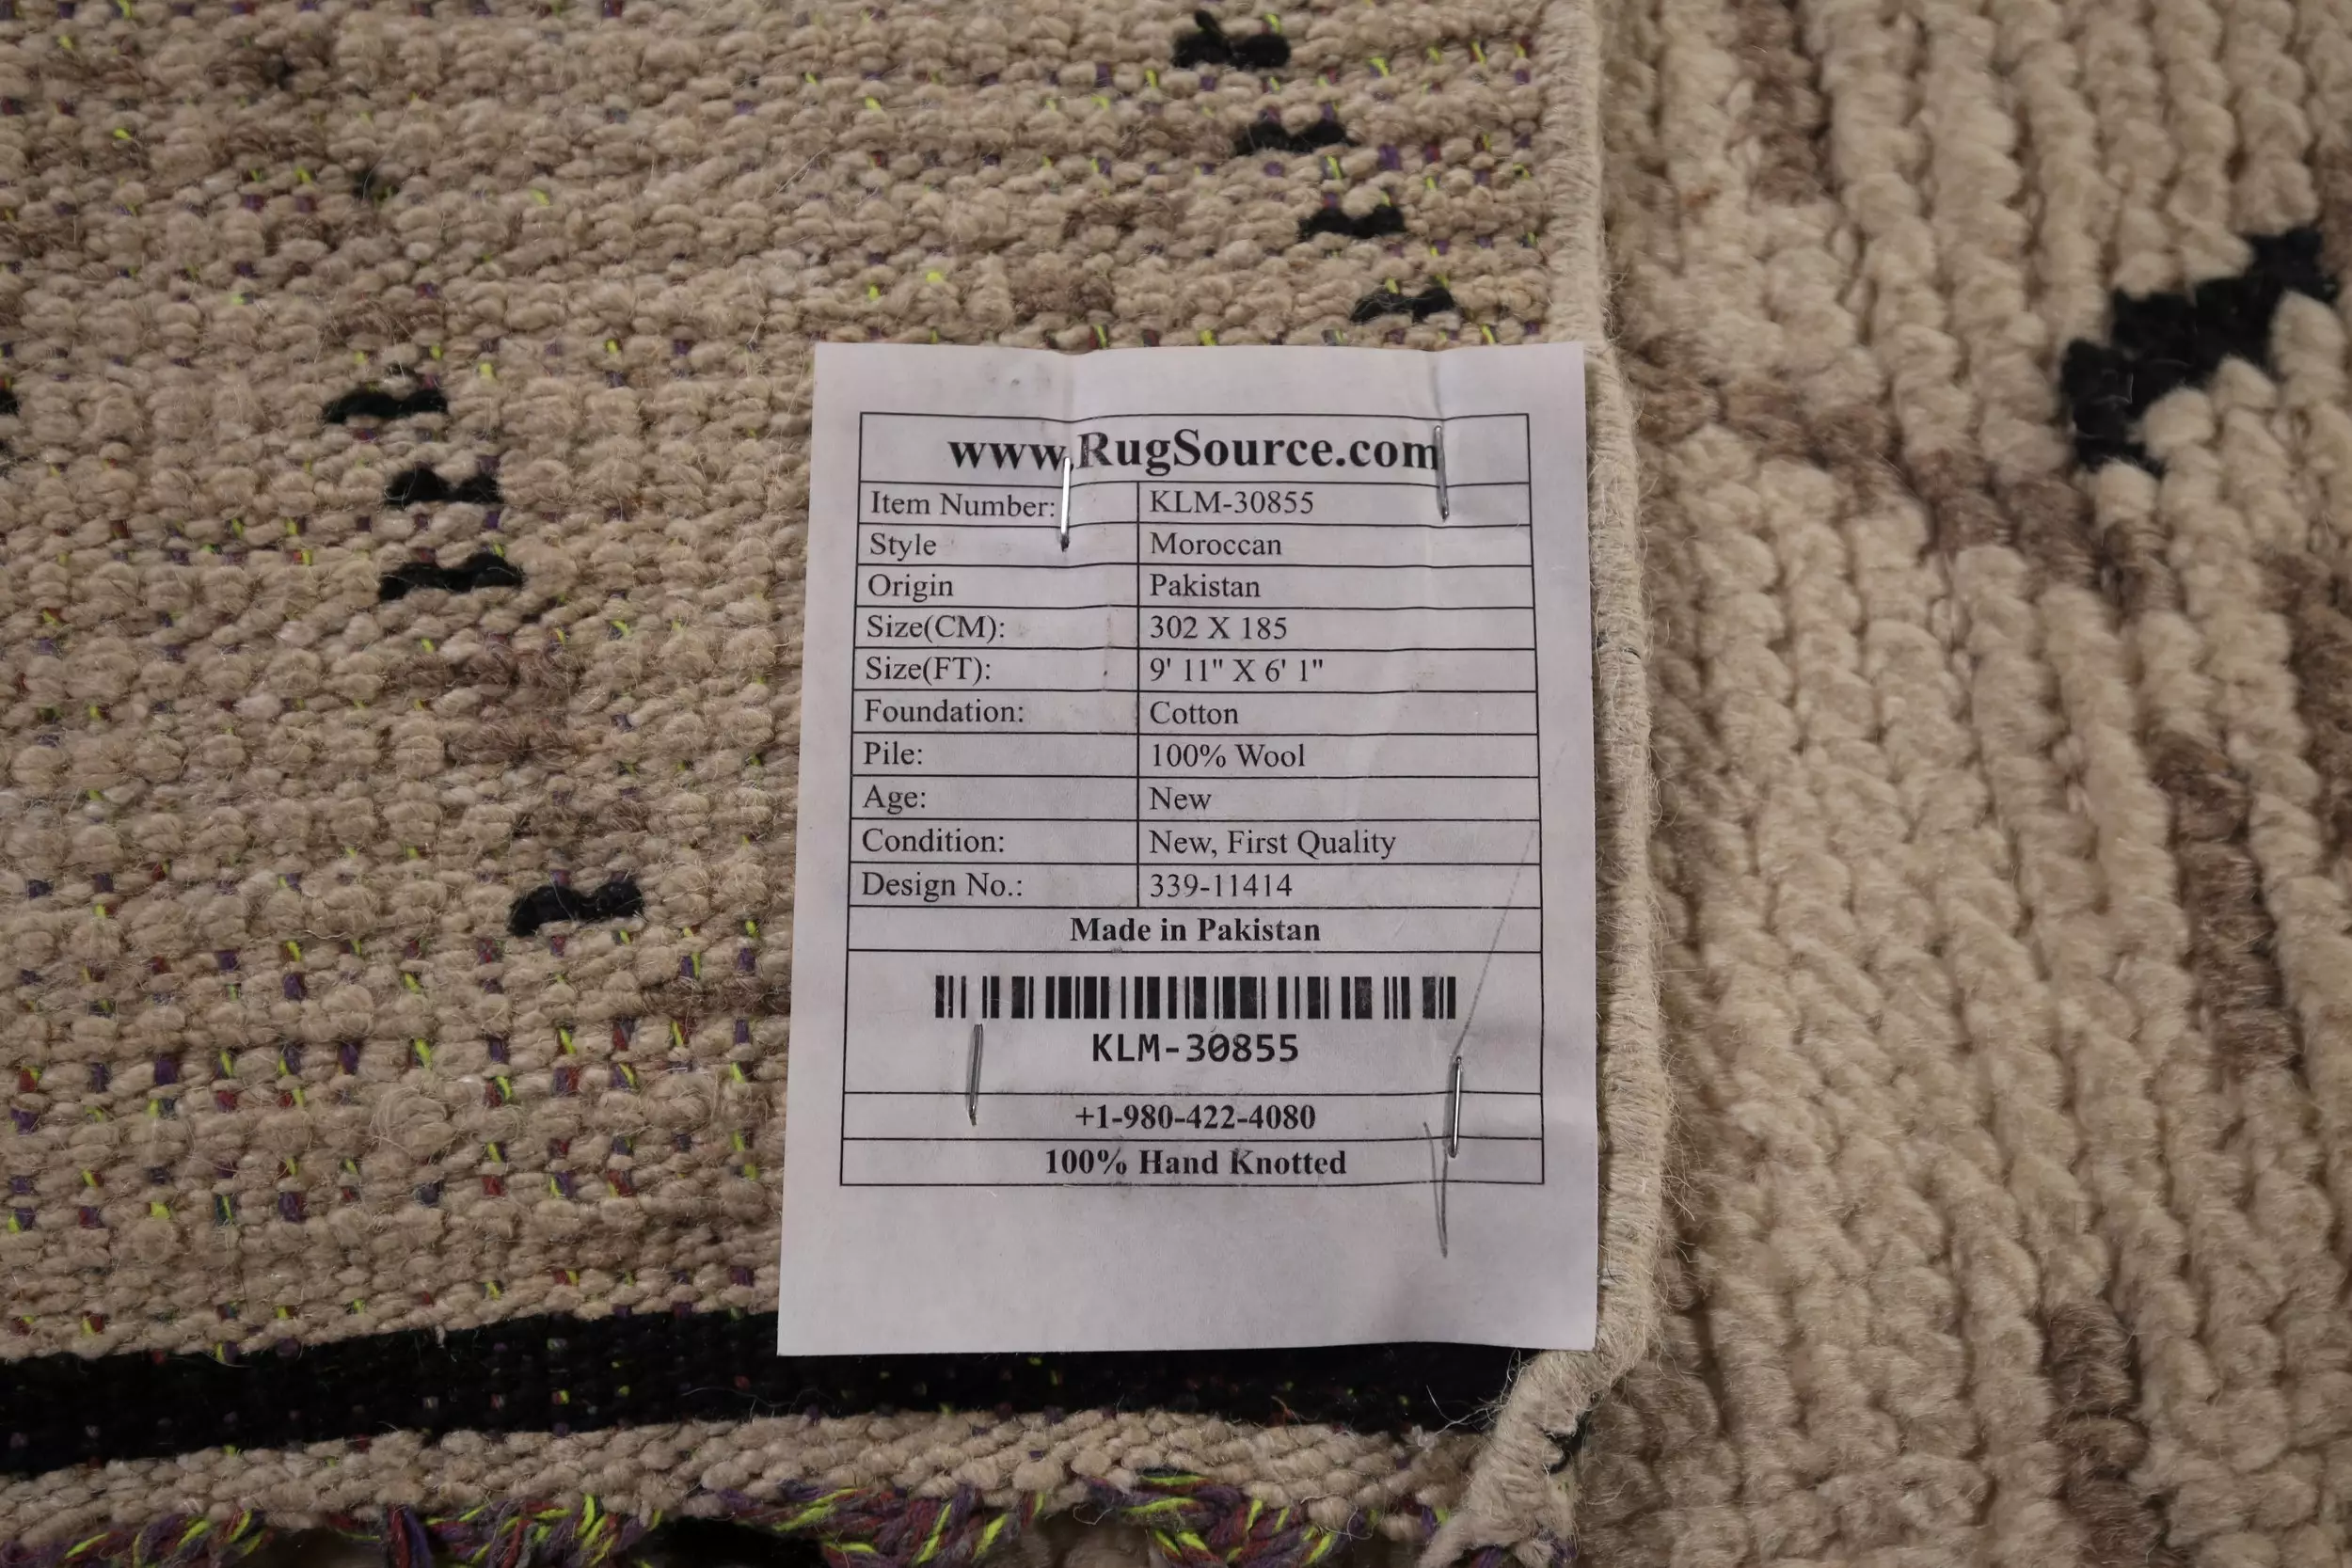 www.RugSource.com
Item Number: KLM-30855
Style Moroccan
Origin Pakistan
Size(CM): 302 X 185
Size(FT): 9' 11" X 6' 1"
Foundation: Cotton
Pile: 100% Wool
Age: New
Condition: New, First Quality
Design No.: 339-11414
Made in Pakistan
KLM-30855
+1-980-422-4080
100% Hand Knotted